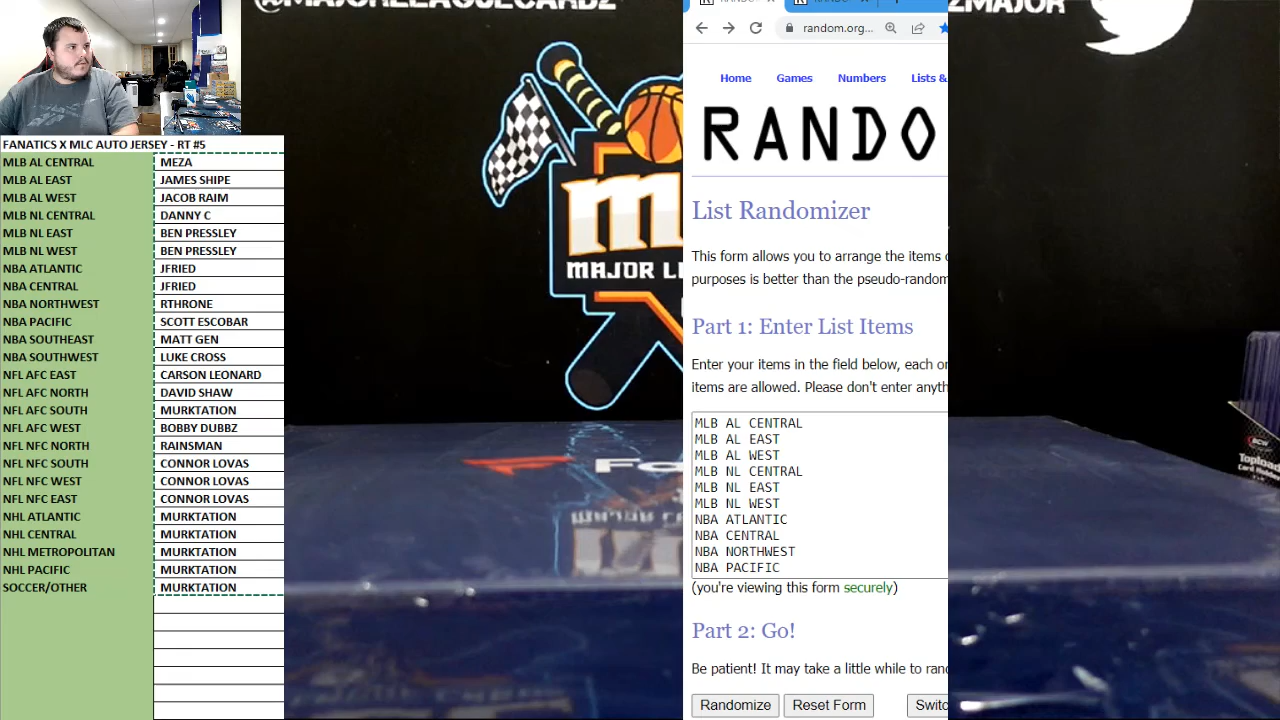 @MAJORLEAGUECARDZ
ZMAJOR
FANATICS X MLC AUTO JERSEY - RT #5
MLB AL CENTRAL MEZA
MLB AL EAST JAMES SHIPE
MLB AL WEST JACOB RAIM
MLB NL CENTRAL DANNY C
MLB NL EAST BEN PRESSLEY
MLB NL WEST BEN PRESSLEY
NBA ATLANTIC JFRIED
NBA CENTRAL JFRIED
NBA NORTHWEST RTHRONE
NBA PACIFIC SCOTT ESCOBAR
NBA SOUTHEAST MATT GEN
NBA SOUTHWEST LUKE CROSS
NFL AFC EAST CARSON LEONARD
NFL AFC NORTH DAVID SHAW
NFL AFC SOUTH MURKTATION
NFL AFC WEST BOBBY DUBBZ
NFL NFC NORTH RAINSMAN
NFL NFC SOUTH CONNOR LOVAS
NFL NFC WEST CONNOR LOVAS
NFL NFC EAST CONNOR LOVAS
NHL ATLANTIC MURKTATION
NHL CENTRAL MURKTATION
NHL METROPOLITAN MURKTATION
NHL PACIFIC MURKTATION
SOCCER/OTHER MURKTATION
MAJOR LE
random.org...
Home Games Numbers Lists &
RANDO
List Randomizer
This form allows you to arrange the items
purposes is better than the pseudo-random
Part 1: Enter List Items
Enter your items in the field below, each
items are allowed. Please don't enter anyth
MLB AL CENTRAL
MLB AL EAST
MLB AL WEST
MLB NL CENTRAL
MLB NL EAST
MLB NL WEST
NBA ATLANTIC
NBA CENTRAL
NBA NORTHWEST
NBA PACIFIC
(you're viewing this form securely)
Part 2: Go!
Be patient! It may take a little while to
Randomize Reset Form Switc
BCW
Toploa
Card Holde